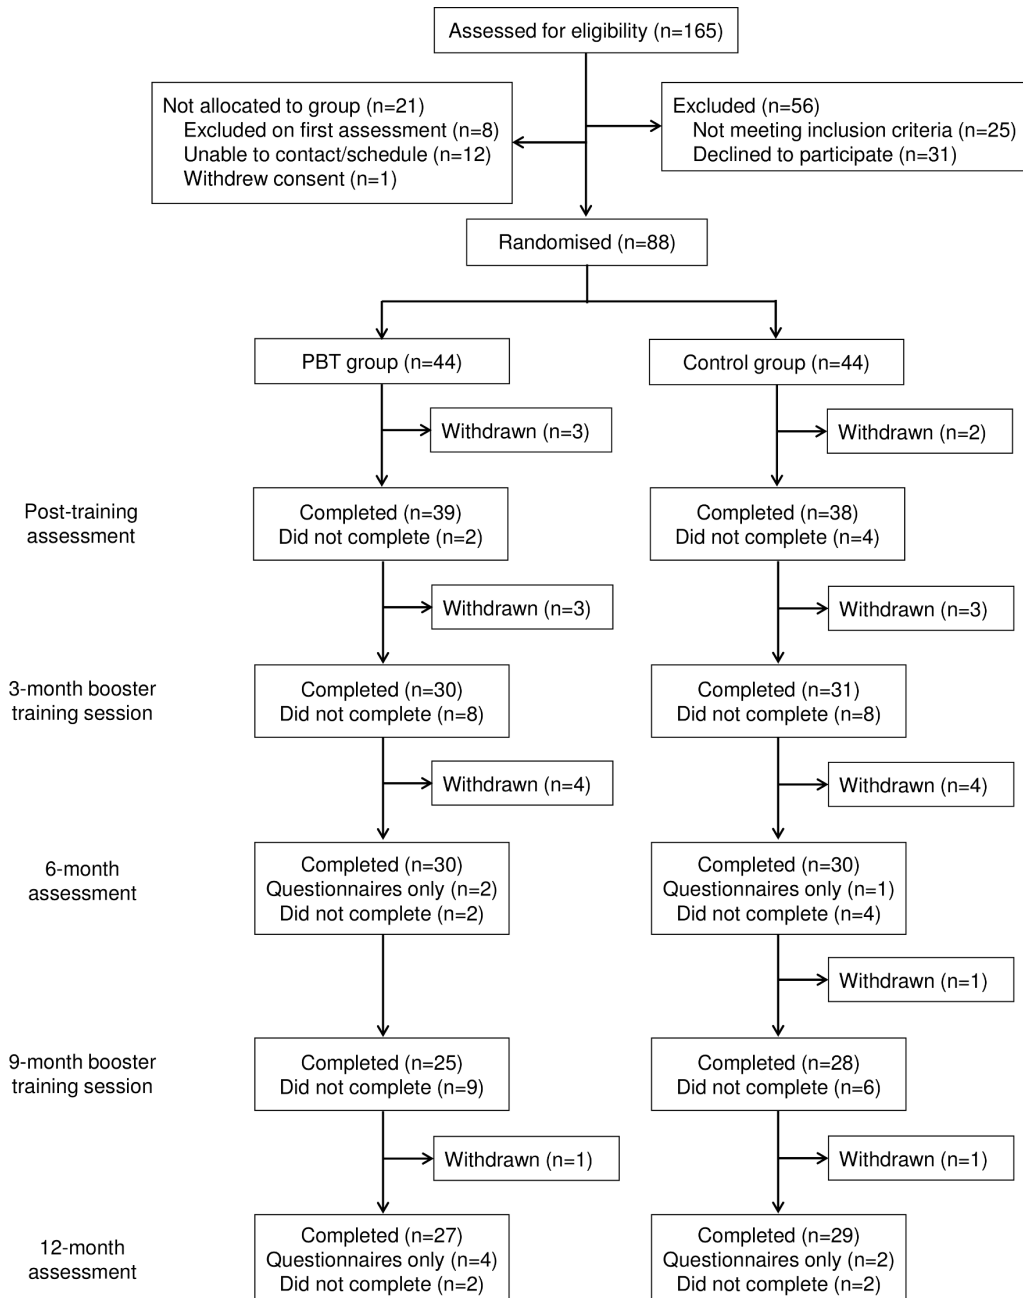 Assessed for eligibility (n=165)
Not allocated to group (n=21)
Excluded on first assessment (n=8)
Unable to contact/schedule (n=12)
Withdrew consent (n=1)
Excluded (n=56)
Not meeting inclusion criteria (n=25)
Declined to participate (n=31)
Randomised (n=88)
PBT group (n=44)
Control group (n=44)
Withdrawn (n=3)
Withdrawn (n=2)
Post-training
assessment
Completed (n=39)
Did not complete (n=2)
Completed (n=38)
Did not complete (n=4)
Withdrawn (n=3)
Withdrawn (n=3)
3-month booster
training session
Completed (n=30)
Did not complete (n=8)
Completed (n=31)
Did not complete (n=8)
Withdrawn (n=4)
Withdrawn (n=4)
6-month
assessment
Completed (n=30)
Questionnaires only (n=2)
Did not complete (n=2)
Completed (n=30)
Questionnaires only (n=1)
Did not complete (n=4)
Withdrawn (n=1)
9-month booster
training session
Completed (n=25)
Did not complete (n=9)
Completed (n=28)
Did not complete (n=6)
Withdrawn (n=1)
Withdrawn (n=1)
12-month
assessment
Completed (n=27)
Questionnaires only (n=4)
Did not complete (n=2)
Completed (n=29)
Questionnaires only (n=2)
Did not complete (n=2)